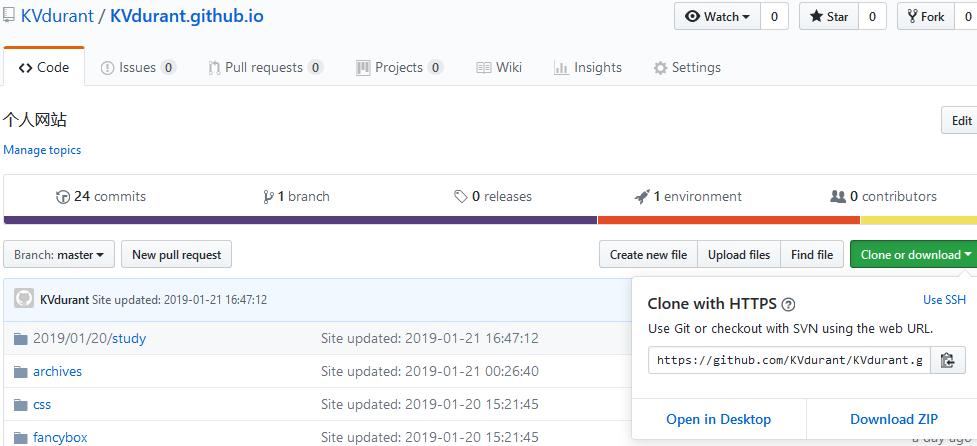 KVdurant / KVdurant.github.io
Watch 0 Star 0 Fork 0
Code Issues 0 Pull requests 0 Projects 0 Wiki Insights Settings
个人网站
Edit
Manage topics
24 commits 1 branch 0 releases 1 environment 0 contributors
Branch: master New pull request Create new file Upload files Find file Clone or download
KVdurant Site updated: 2019-01-21 16:47:12
Clone with HTTPS ? Use SSH
Use Git or checkout with SVN using the web URL.
https://github.com/KVdurant/KVdurant.g
Open in Desktop Download ZIP
2019/01/20/study Site updated: 2019-01-21 16:47:12
archives Site updated: 2019-01-21 00:26:40
css Site updated: 2019-01-20 15:21:45
fancybox Site updated: 2019-01-20 15:21:45 a day ago